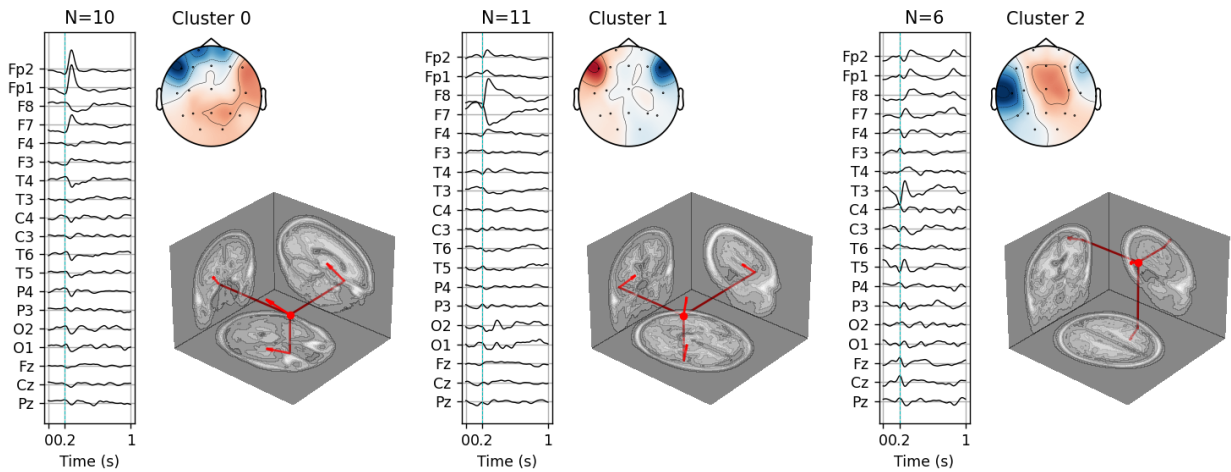 N=10 Cluster 0
Fp2
Fp1
F8
F7
F4
F3
T4
T3
C4
C3
T6
T5
P4
P3
O2
O1
Fz
Cz
Pz
00.2 1
Time (s)
N=11 Cluster 1
Fp2
Fp1
F8
F7
F4
F3
T4
T3
C4
C3
T6
T5
P4
P3
O2
O1
Fz
Cz
Pz
00.2 1
Time (s)
N=6 Cluster 2
Fp2
Fp1
F8
F7
F4
F3
T4
T3
C4
C3
T6
T5
P4
P3
O2
O1
Fz
Cz
Pz
00.2 1
Time (s)